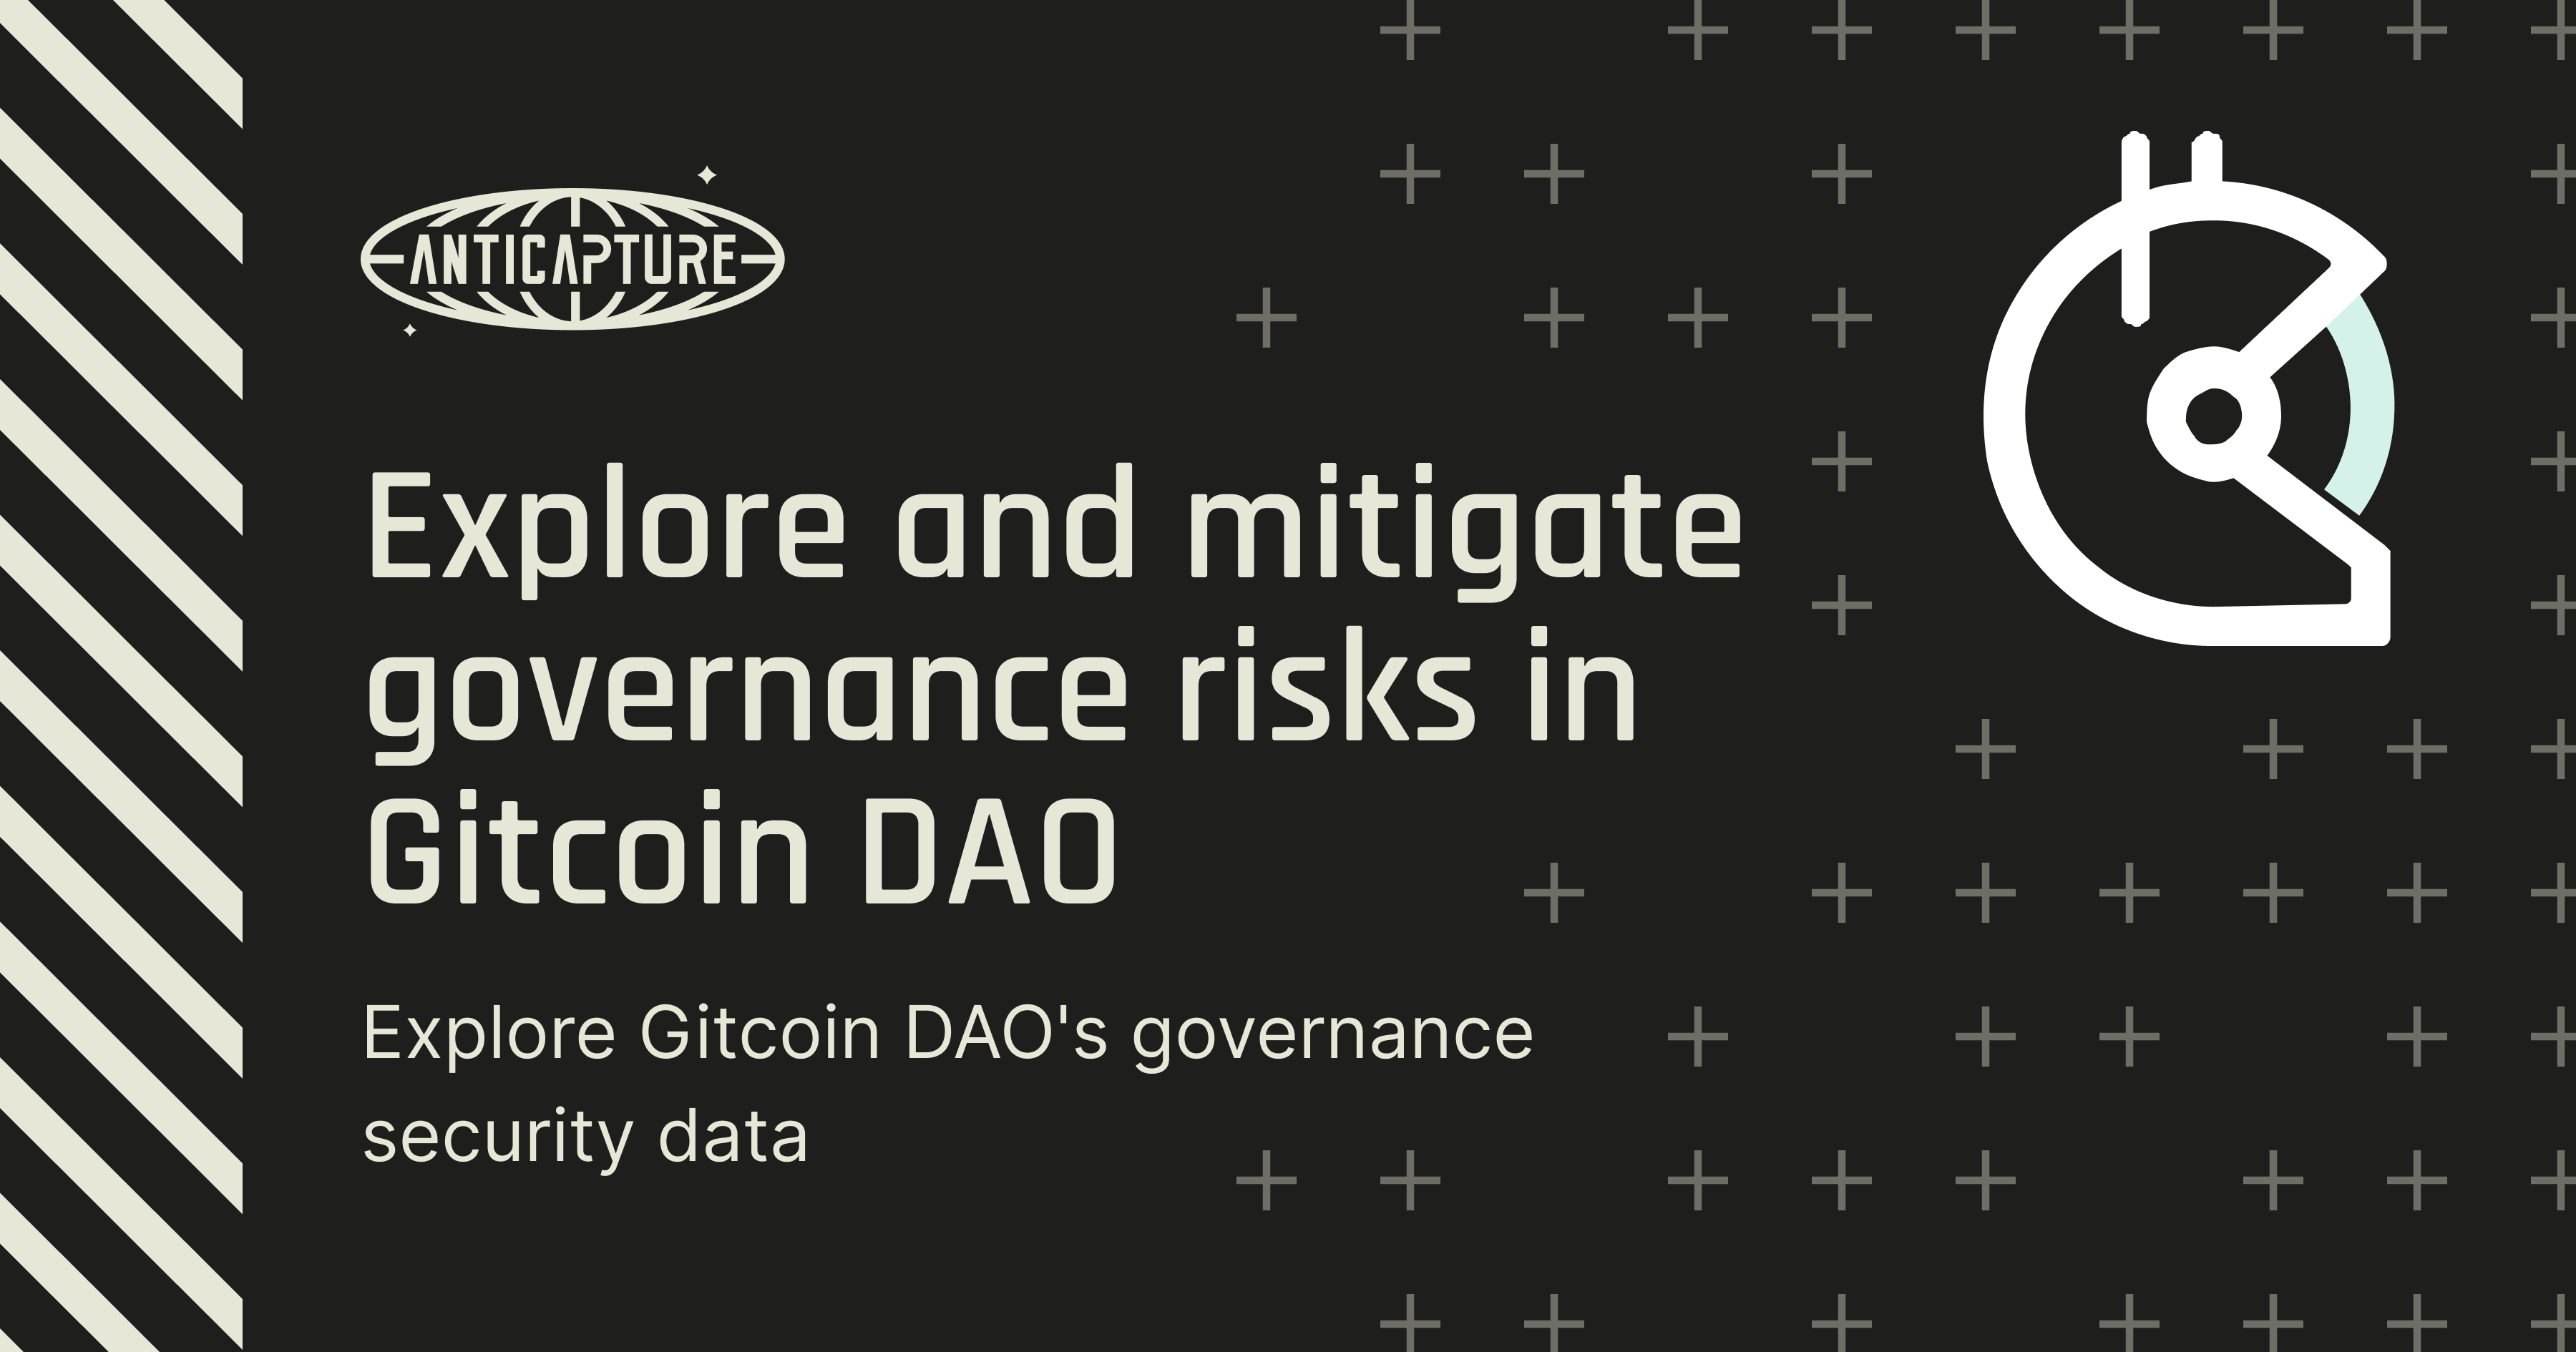 ANTICAPTURE
Explore and mitigate
governance risks in
Gitcoin DAO
Explore Gitcoin DAO's governance
security data